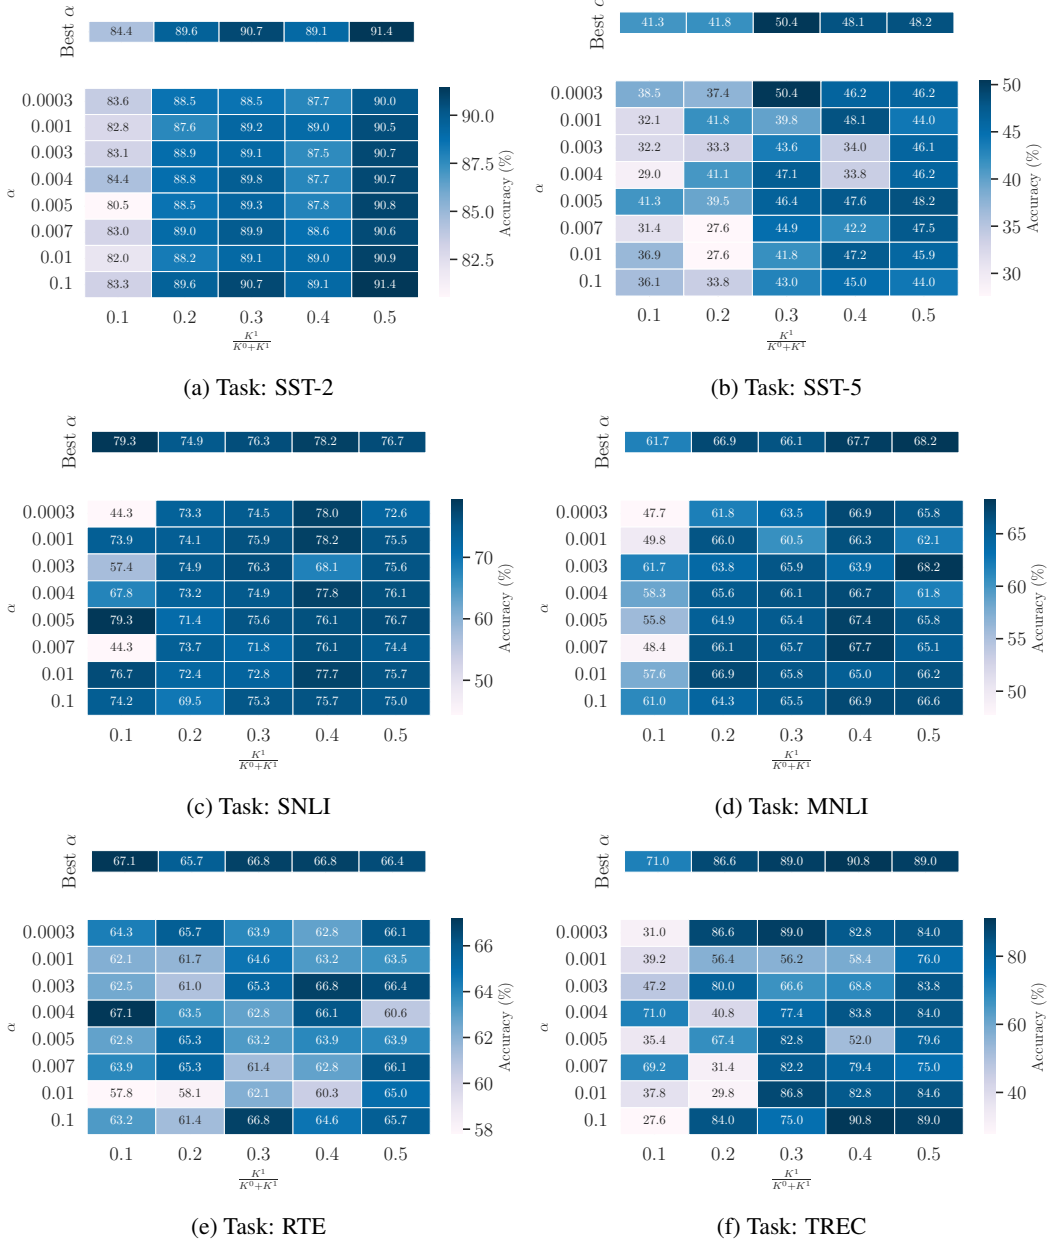 Best α
84.4 89.6 90.7 89.1 91.4
α
0.0003 83.6 88.5 88.5 87.7 90.0
0.001 82.8 87.6 89.2 89.0 90.5
0.003 83.1 88.9 89.1 87.5 90.7
0.004 84.4 88.8 89.8 87.7 90.7
0.005 80.5 88.5 89.3 87.8 90.8
0.007 83.0 89.0 89.9 88.6 90.6
0.01 82.0 88.2 89.1 89.0 90.9
0.1 83.3 89.6 90.7 89.1 91.4
0.1 0.2 0.3 0.4 0.5
K¹/(K⁰+K¹)
90.0
87.5
85.0
82.5
Accuracy (%)
(a) Task: SST-2
Best α
41.3 41.8 50.4 48.1 48.2
α
0.0003 38.5 37.4 50.4 46.2 46.2
0.001 32.1 41.8 39.8 48.1 44.0
0.003 32.2 33.3 43.6 34.0 46.1
0.004 29.0 41.1 47.1 33.8 46.2
0.005 41.3 39.5 46.4 47.6 48.2
0.007 31.4 27.6 44.9 42.2 47.5
0.01 36.9 27.6 41.8 47.2 45.9
0.1 36.1 33.8 43.0 45.0 44.0
0.1 0.2 0.3 0.4 0.5
K¹/(K⁰+K¹)
50
45
40
35
30
Accuracy (%)
(b) Task: SST-5
Best α
79.3 74.9 76.3 78.2 76.7
α
0.0003 44.3 73.3 74.5 78.0 72.6
0.001 73.9 74.1 75.9 78.2 75.5
0.003 57.4 74.9 76.3 68.1 75.6
0.004 67.8 73.2 74.9 77.8 76.1
0.005 79.3 71.4 75.6 76.1 76.7
0.007 44.3 73.7 71.8 76.1 74.4
0.01 76.7 72.4 72.8 77.7 75.7
0.1 74.2 69.5 75.3 75.7 75.0
0.1 0.2 0.3 0.4 0.5
K¹/(K⁰+K¹)
70
60
50
Accuracy (%)
(c) Task: SNLI
Best α
61.7 66.9 66.1 67.7 68.2
α
0.0003 47.7 61.8 63.5 66.9 65.8
0.001 49.8 66.0 60.5 66.3 62.1
0.003 61.7 63.8 65.9 63.9 68.2
0.004 58.3 65.6 66.1 66.7 61.8
0.005 55.8 64.9 65.4 67.4 65.8
0.007 48.4 66.1 65.7 67.7 65.1
0.01 57.6 66.9 65.8 65.0 66.2
0.1 61.0 64.3 65.5 66.9 66.6
0.1 0.2 0.3 0.4 0.5
K¹/(K⁰+K¹)
65
60
55
50
Accuracy (%)
(d) Task: MNLI
Best α
67.1 65.7 66.8 66.8 66.4
α
0.0003 64.3 65.7 63.9 62.8 66.1
0.001 62.1 61.7 64.6 63.2 63.5
0.003 62.5 61.0 65.3 66.8 66.4
0.004 67.1 63.5 62.8 66.1 60.6
0.005 62.8 65.3 63.2 63.9 63.9
0.007 63.9 65.3 61.4 62.8 66.1
0.01 57.8 58.1 62.1 60.3 65.0
0.1 63.2 61.4 66.8 64.6 65.7
0.1 0.2 0.3 0.4 0.5
K¹/(K⁰+K¹)
66
64
62
60
58
Accuracy (%)
(e) Task: RTE
Best α
71.0 86.6 89.0 90.8 89.0
α
0.0003 31.0 86.6 89.0 82.8 84.0
0.001 39.2 56.4 56.2 58.4 76.0
0.003 47.2 80.0 66.6 68.8 83.8
0.004 71.0 40.8 77.4 83.8 84.0
0.005 35.4 67.4 82.8 52.0 79.6
0.007 69.2 31.4 82.2 79.4 75.0
0.01 37.8 29.8 86.8 82.8 84.6
0.1 27.6 84.0 75.0 90.8 89.0
0.1 0.2 0.3 0.4 0.5
K¹/(K⁰+K¹)
80
60
40
Accuracy (%)
(f) Task: TREC